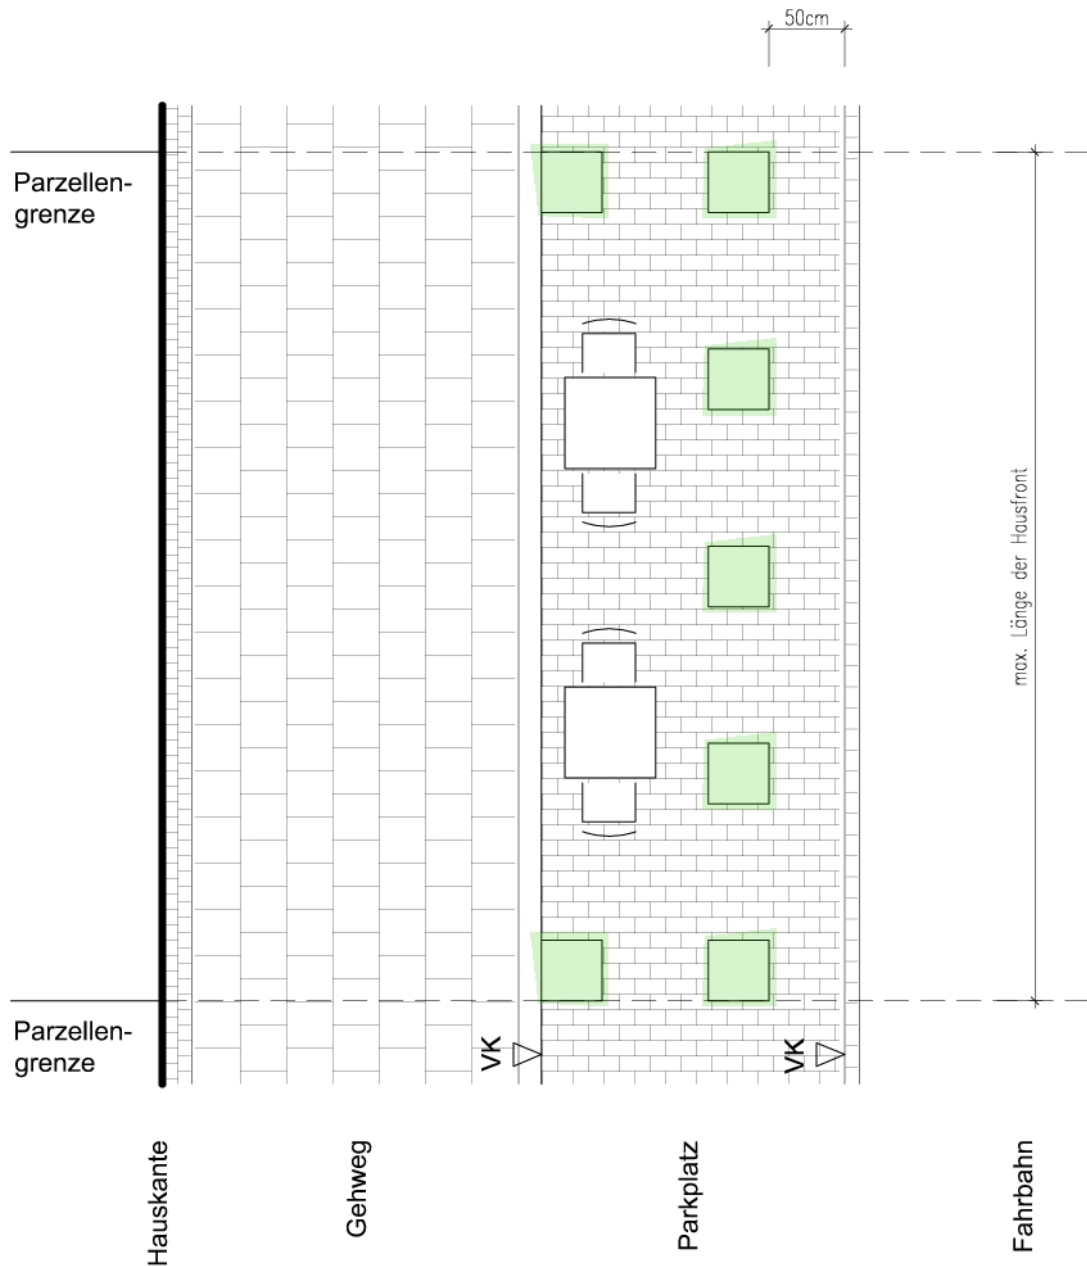 50cm
Parzellen-
grenze
max. Länge der Hausfront
Parzellen-
grenze
VK
VK
Hauskante
Gehweg
Parkplatz
Fahrbahn